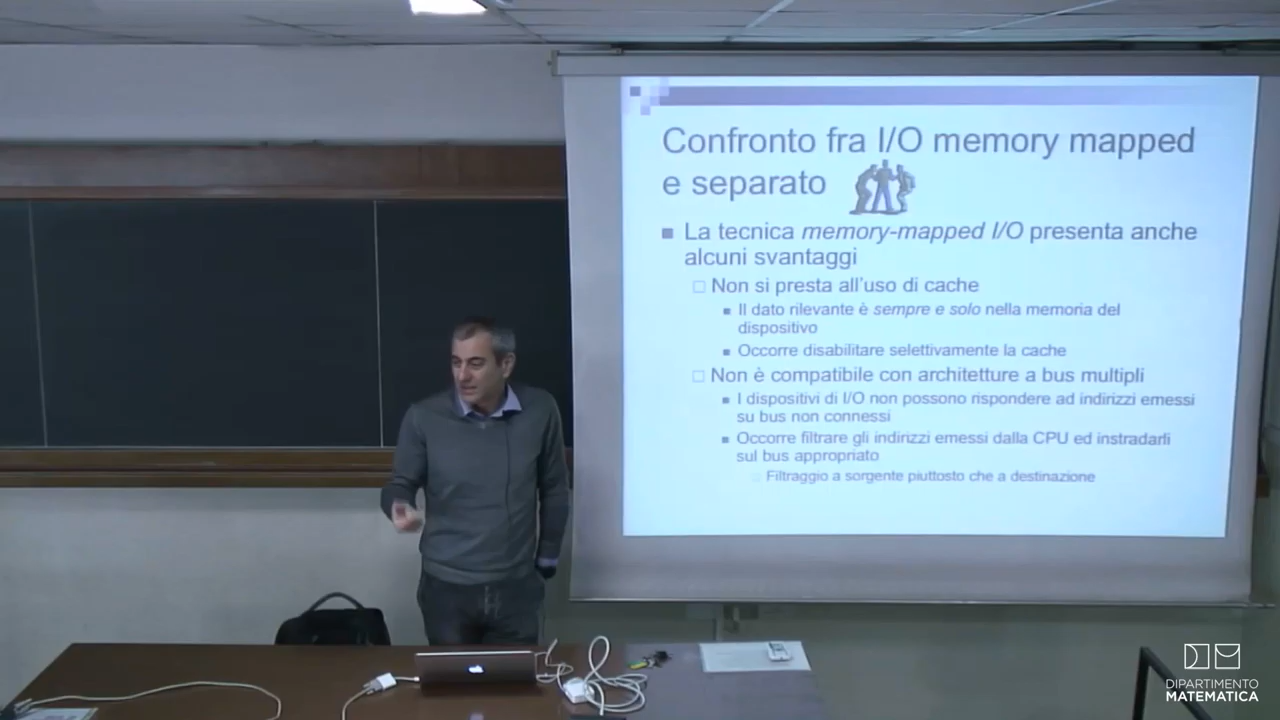 Confronto fra I/O memory mapped
e separato
La tecnica memory-mapped I/O presenta anche
alcuni svantaggi
Non si presta all'uso di cache
Il dato rilevante è sempre e solo nella memoria del
dispositivo
Occorre disabilitare selettivamente la cache
Non è compatibile con architetture a bus multipli
I dispositivi di I/O non possono rispondere ad indirizzi emessi
su bus non connessi
Occorre filtrare gli indirizzi emessi dalla CPU ed instradarli
sul bus appropriato
Filtraggio a sorgente piuttosto che a destinazione
DIPARTIMENTO
MATEMATICA